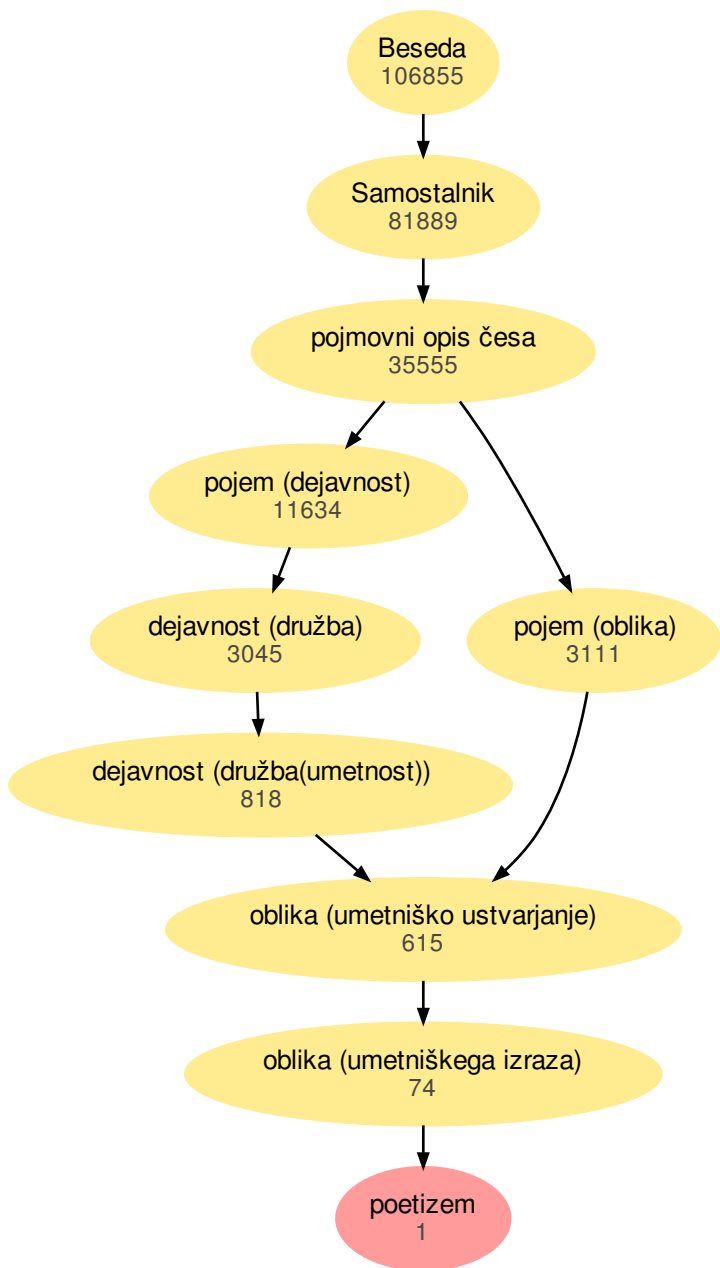 Beseda
106855
Samostalnik
81889
pojmovni opis česa
35555
pojem (dejavnost)
11634
dejavnost (družba)
3045
pojem (oblika)
3111
dejavnost (družba(umetnost))
818
oblika (umetniško ustvarjanje)
615
oblika (umetniškega izraza)
74
poetizem
1